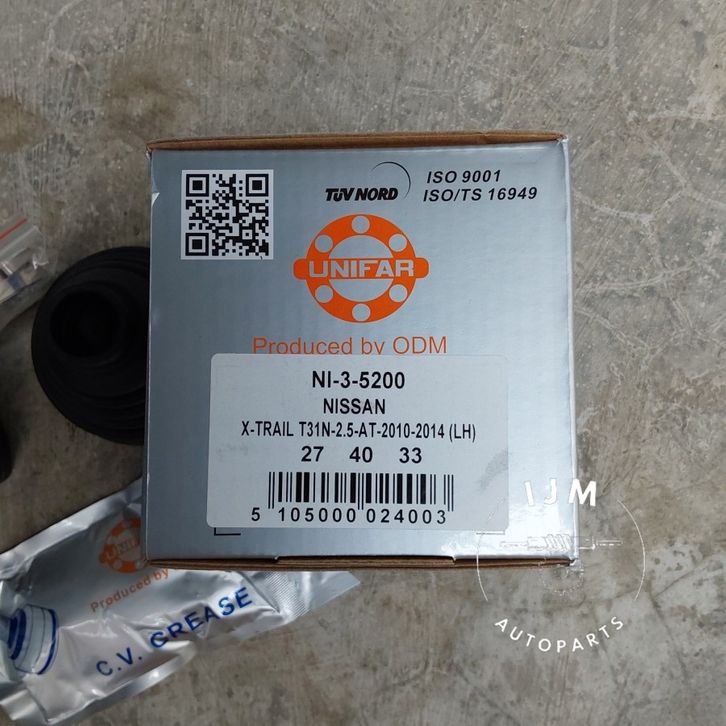 TÜV NORD
ISO 9001
ISO/TS 16949
UNIFAR
Produced by ODM
NI-3-5200
NISSAN
X-TRAIL T31N-2.5-AT-2010-2014 (LH)
27 40 33
5 105000 024003
UNIFAR
Produced by
C.V. GREASE
IJM
AUTOPARTS